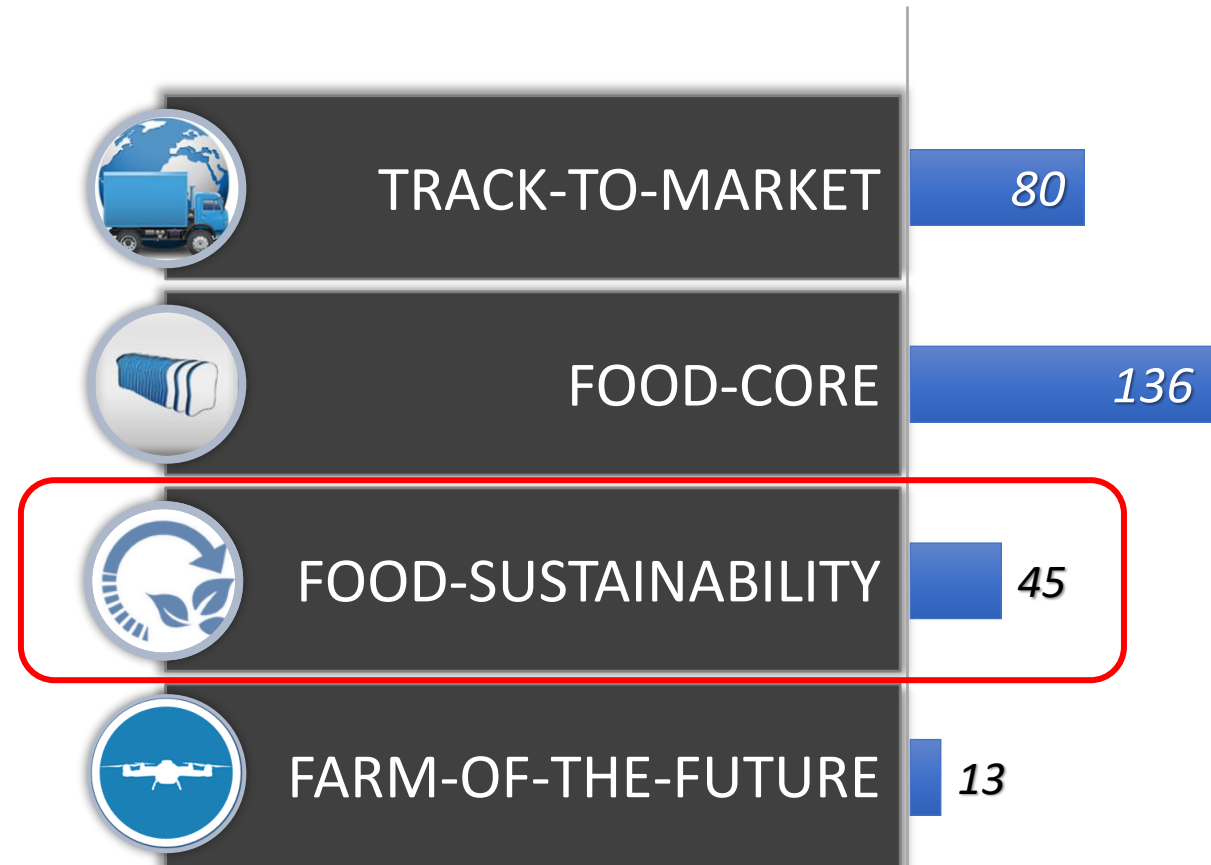 TRACK-TO-MARKET 80
FOOD-CORE 136
FOOD-SUSTAINABILITY 45
FARM-OF-THE-FUTURE 13